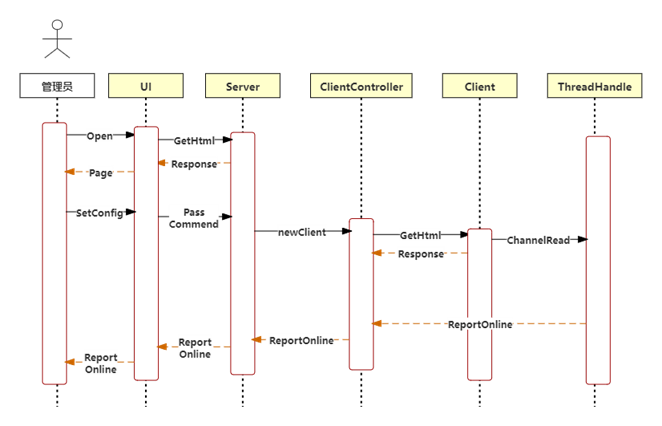 管理员
UI
Server
ClientController
Client
ThreadHandle
Open
GetHtml
Response
Page
SetConfig
Pass
Commend
newClient
GetHtml
ChannelRead
Response
ReportOnline
ReportOnline
Report
Online
Report
Online